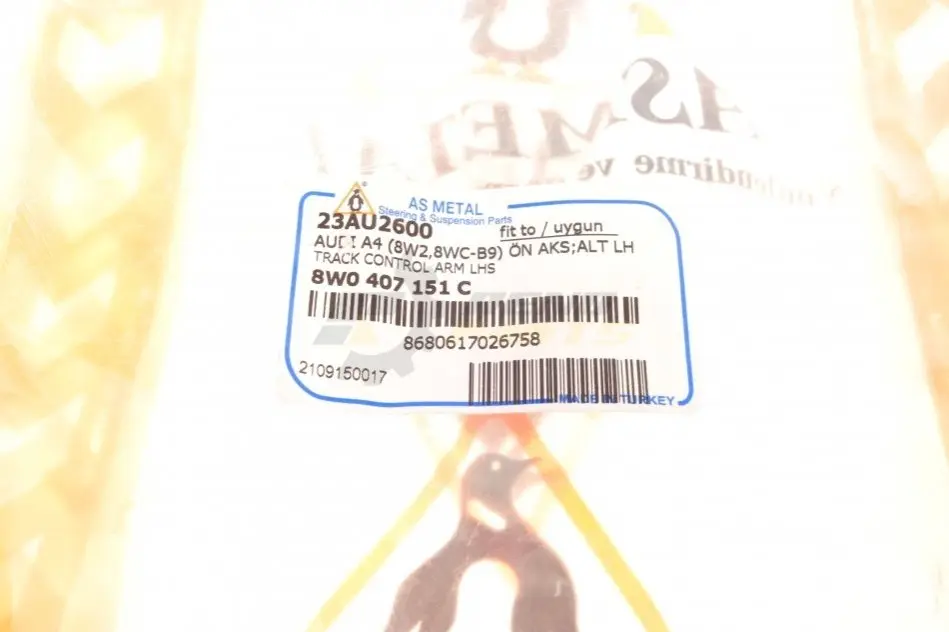 ASMETAL
AS METAL
Steering & Suspension Parts
23AU2600
fit to / uygun
AUDI A4 (8W2,8WC-B9) ÖN AKS;ALT LH
TRACK CONTROL ARM LHS
8W0 407 151 C
8680617026758
2109150017
MADE IN TURKEY